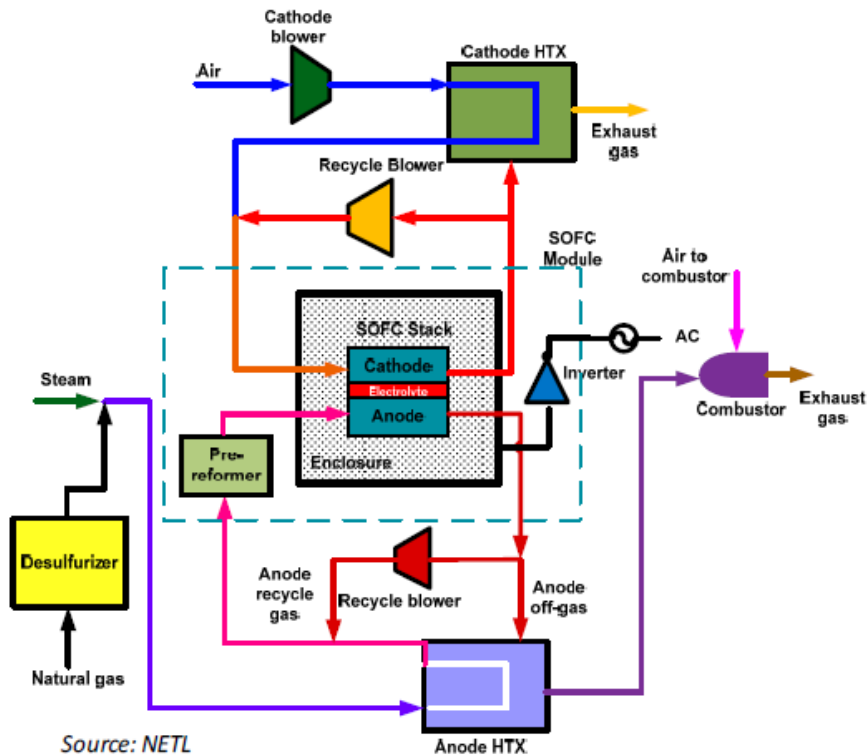 Cathode
blower
Cathode HTX
Air
Exhaust
gas
Recycle Blower
SOFC
Module
Air to
combustor
SOFC Stack
Cathode
Electrolyte
Anode
Enclosure
Inverter
AC
Combustor
Exhaust
gas
Steam
Pre-
reformer
Desulfurizer
Natural gas
Anode
recycle
gas
Recycle blower
Anode
off-gas
Anode HTX
Source: NETL